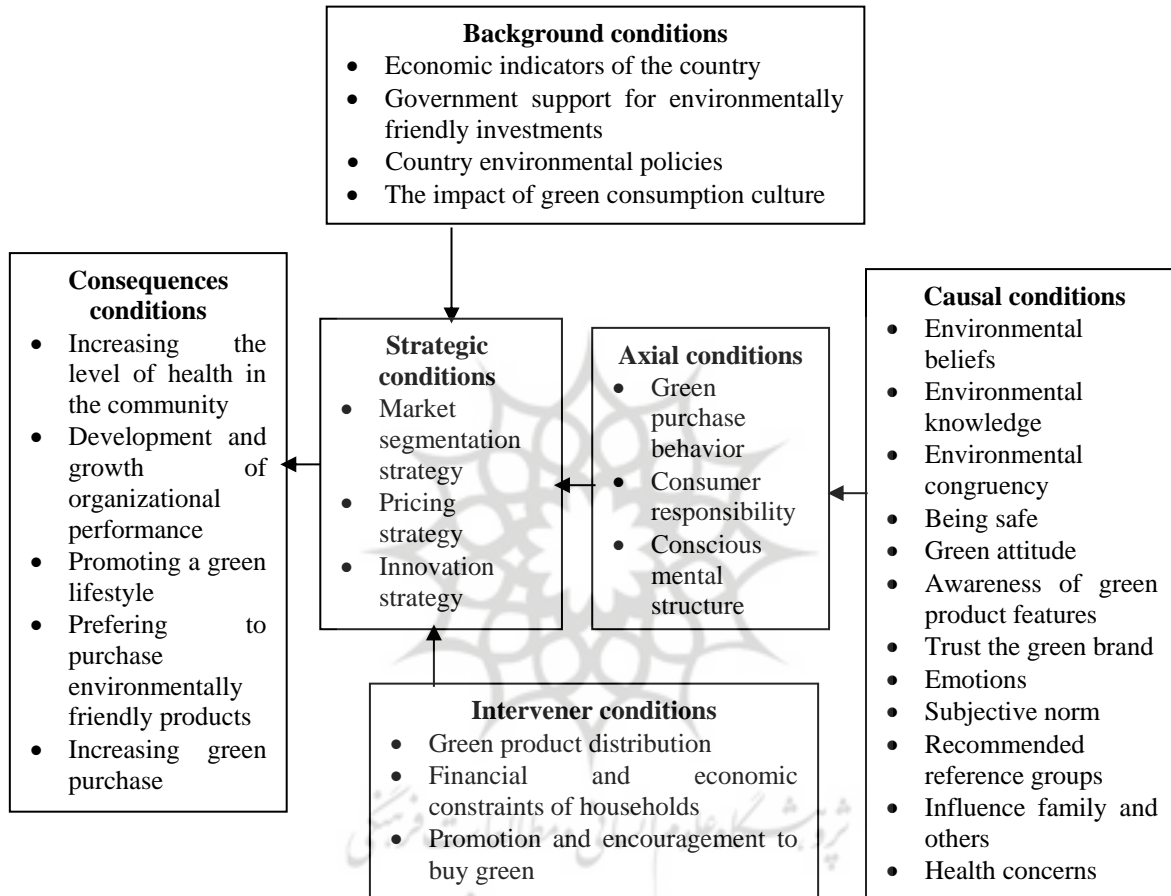 Background conditions
• Economic indicators of the country
• Government support for environmentally
friendly investments
• Country environmental policies
• The impact of green consumption culture
Consequences
conditions
• Increasing the
level of health in
the community
• Development and
growth of
organizational
performance
• Promoting a green
lifestyle
• Prefering to
purchase
environmentally
friendly products
• Increasing green
purchase
Strategic
conditions
• Market
segmentation
strategy
• Pricing
strategy
• Innovation
strategy
Axial conditions
• Green
purchase
behavior
• Consumer
responsibility
• Conscious
mental
structure
Causal conditions
• Environmental
beliefs
• Environmental
knowledge
• Environmental
congruency
• Being safe
• Green attitude
• Awareness of green
product features
• Trust the green brand
• Emotions
• Subjective norm
• Recommended
reference groups
• Influence family and
others
• Health concerns
Intervener conditions
• Green product distribution
• Financial and economic
constraints of households
• Promotion and encouragement to
buy green
پژوهشگاه علوم انسانی و مطالعات فرهنگی